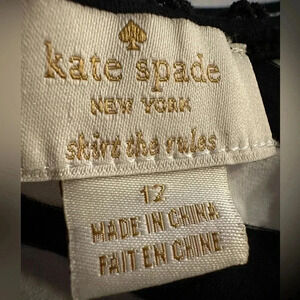 kate spade
NEW YORK
skirt the rules
12
MADE IN CHINA
FAIT EN CHINE